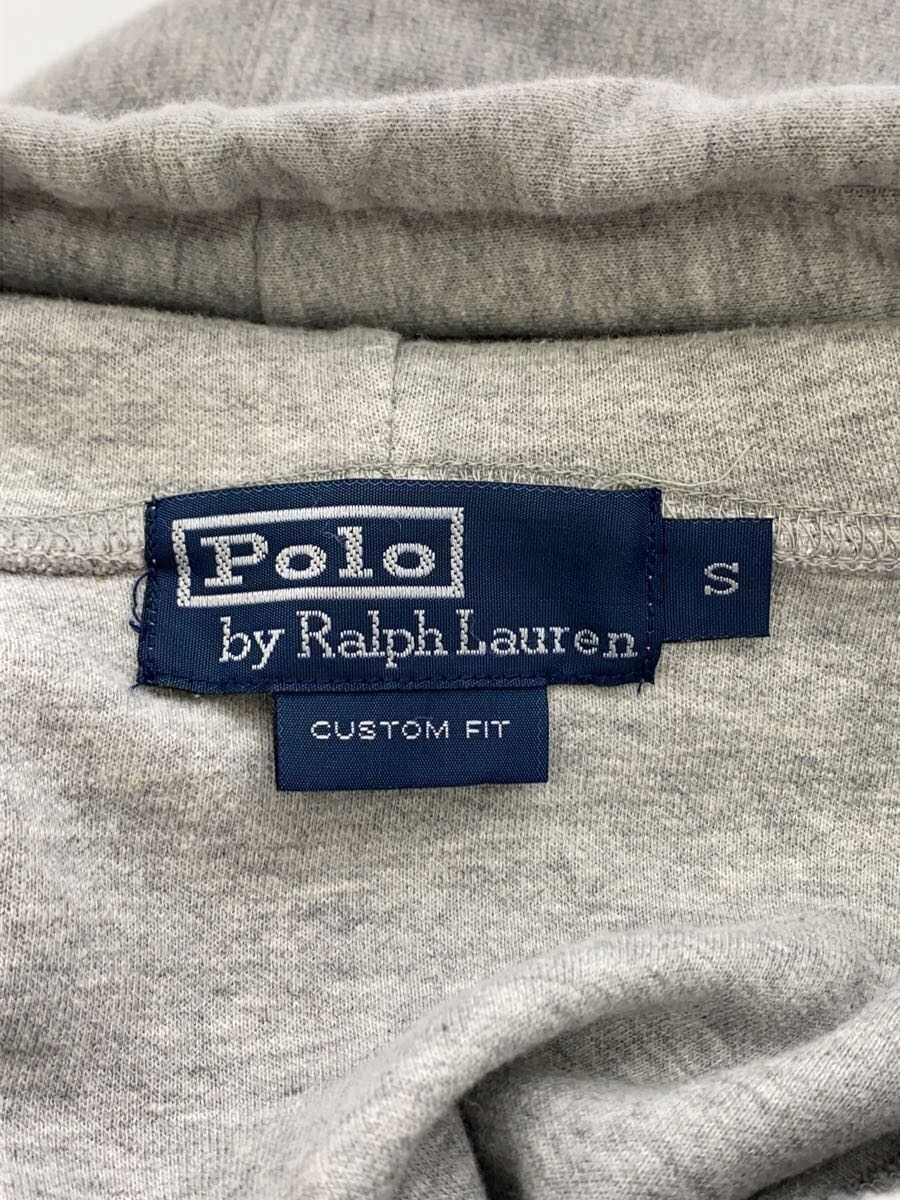 Polo
by Ralph Lauren
S
CUSTOM FIT